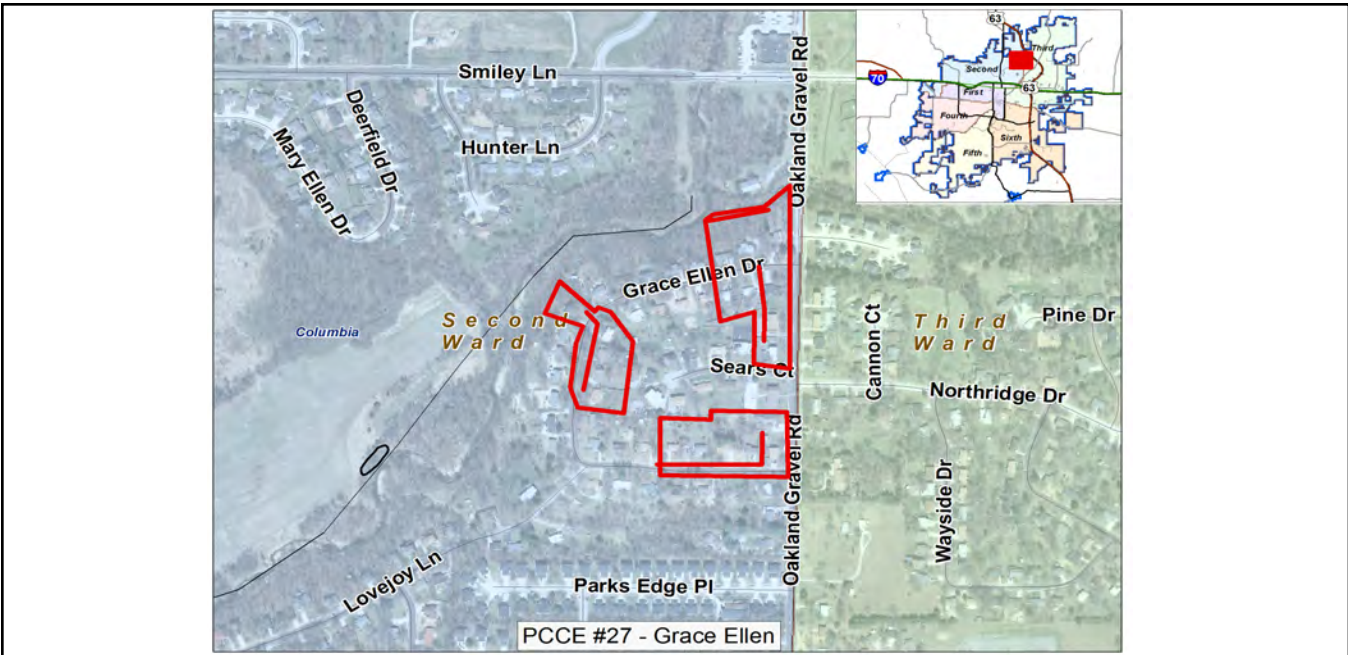 Smiley Ln
Oakland Gravel Rd
Deerfield Dr
Hunter Ln
Mary Ellen Dr
Grace Ellen Dr
Columbia
Second
Ward
Third
Ward
Pine Dr
Cannon Ct
Sears Ct
Northridge Dr
Oakland Gravel Rd
Wayside Dr
Lovejoy Ln
Parks Edge Pl
PCCE #27 - Grace Ellen
63
Third
Second
70
63
First
Fourth
Sixth
Fifth